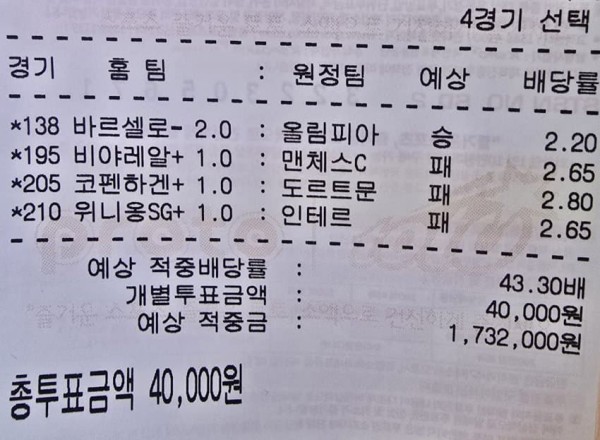 4경기 선택
경기 홈 팀 : 원정팀 예상 배당률
*138 바르셀로- 2.0 : 올림피아 승 2.20
*195 비야레알+ 1.0 : 맨체스C 패 2.65
*205 코펜하겐+ 1.0 : 도르트문 패 2.80
*210 위니옹SG+ 1.0 : 인테르 패 2.65
예상 적중배당률 : 43.30배
개별투표금액 : 40,000원
예상 적중금 : 1,732,000원
총투표금액 40,000원